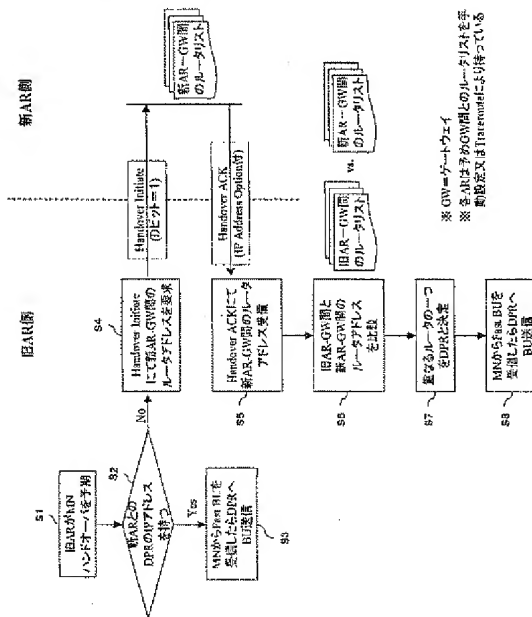 旧AR側
新AR側
S1
旧ARがMN
ハンドオーバを予期
S2
新ARとの
DPRのIPアドレス
を持つ
Yes
No
S3
MNからFast BUを
受信したらDPRへ
BU送信
S4
Handover Initiate
にて新AR-GW間の
ルータアドレスを要求
Handover Initiate
新AR-GW間
のルータリスト
Handover ACK
(IP Address Option付)
S5
Handover ACKにて
新AR-GW間のルータ
アドレス受信
S6
旧AR-GW間と
新AR-GW間の
ルータアドレス
を比較
旧AR-GW間
のルータリスト
vs.
新AR-GW間
のルータリスト
S7
重なるルータの一つ
をDPRと決定
S8
MNからFast BUを
受信したらDPRへ
BU送信
※ GW=ゲートウェイ
※ 各ARは予めGW間とのルータリストを手
動設定又はTracerouteにより持っている